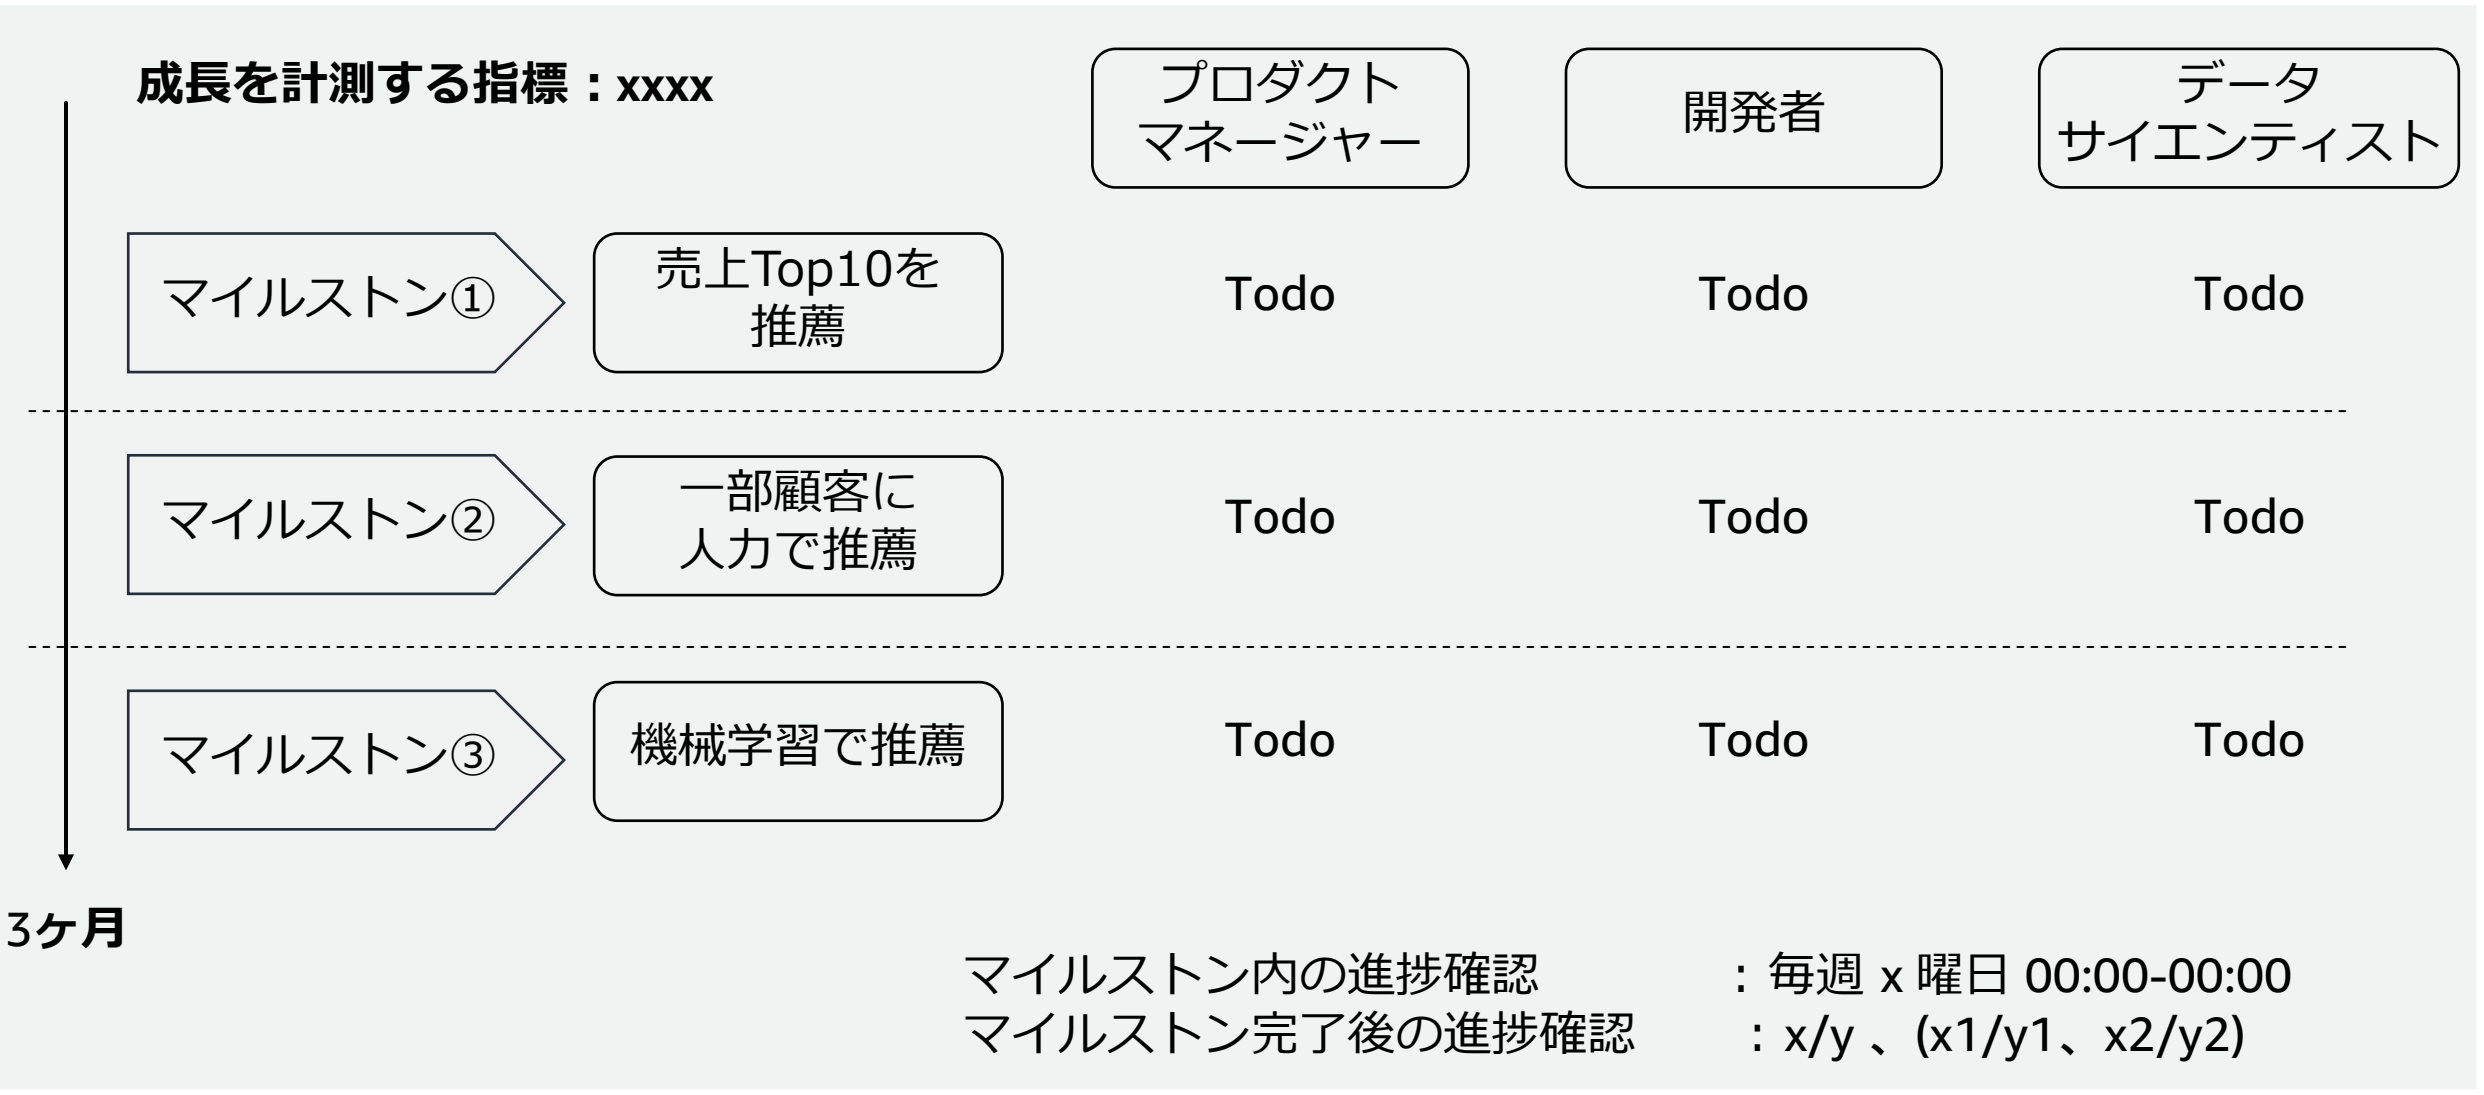 成長を計測する指標：xxxx
プロダクト
マネージャー
開発者
データ
サイエンティスト
マイルストン①
売上Top10を
推薦
Todo
Todo
Todo
マイルストン②
一部顧客に
人力で推薦
Todo
Todo
Todo
マイルストン③
機械学習で推薦
Todo
Todo
Todo
3ヶ月
マイルストン内の進捗確認 ：毎週 x 曜日 00:00-00:00
マイルストン完了後の進捗確認 ：x/y 、(x1/y1、x2/y2)